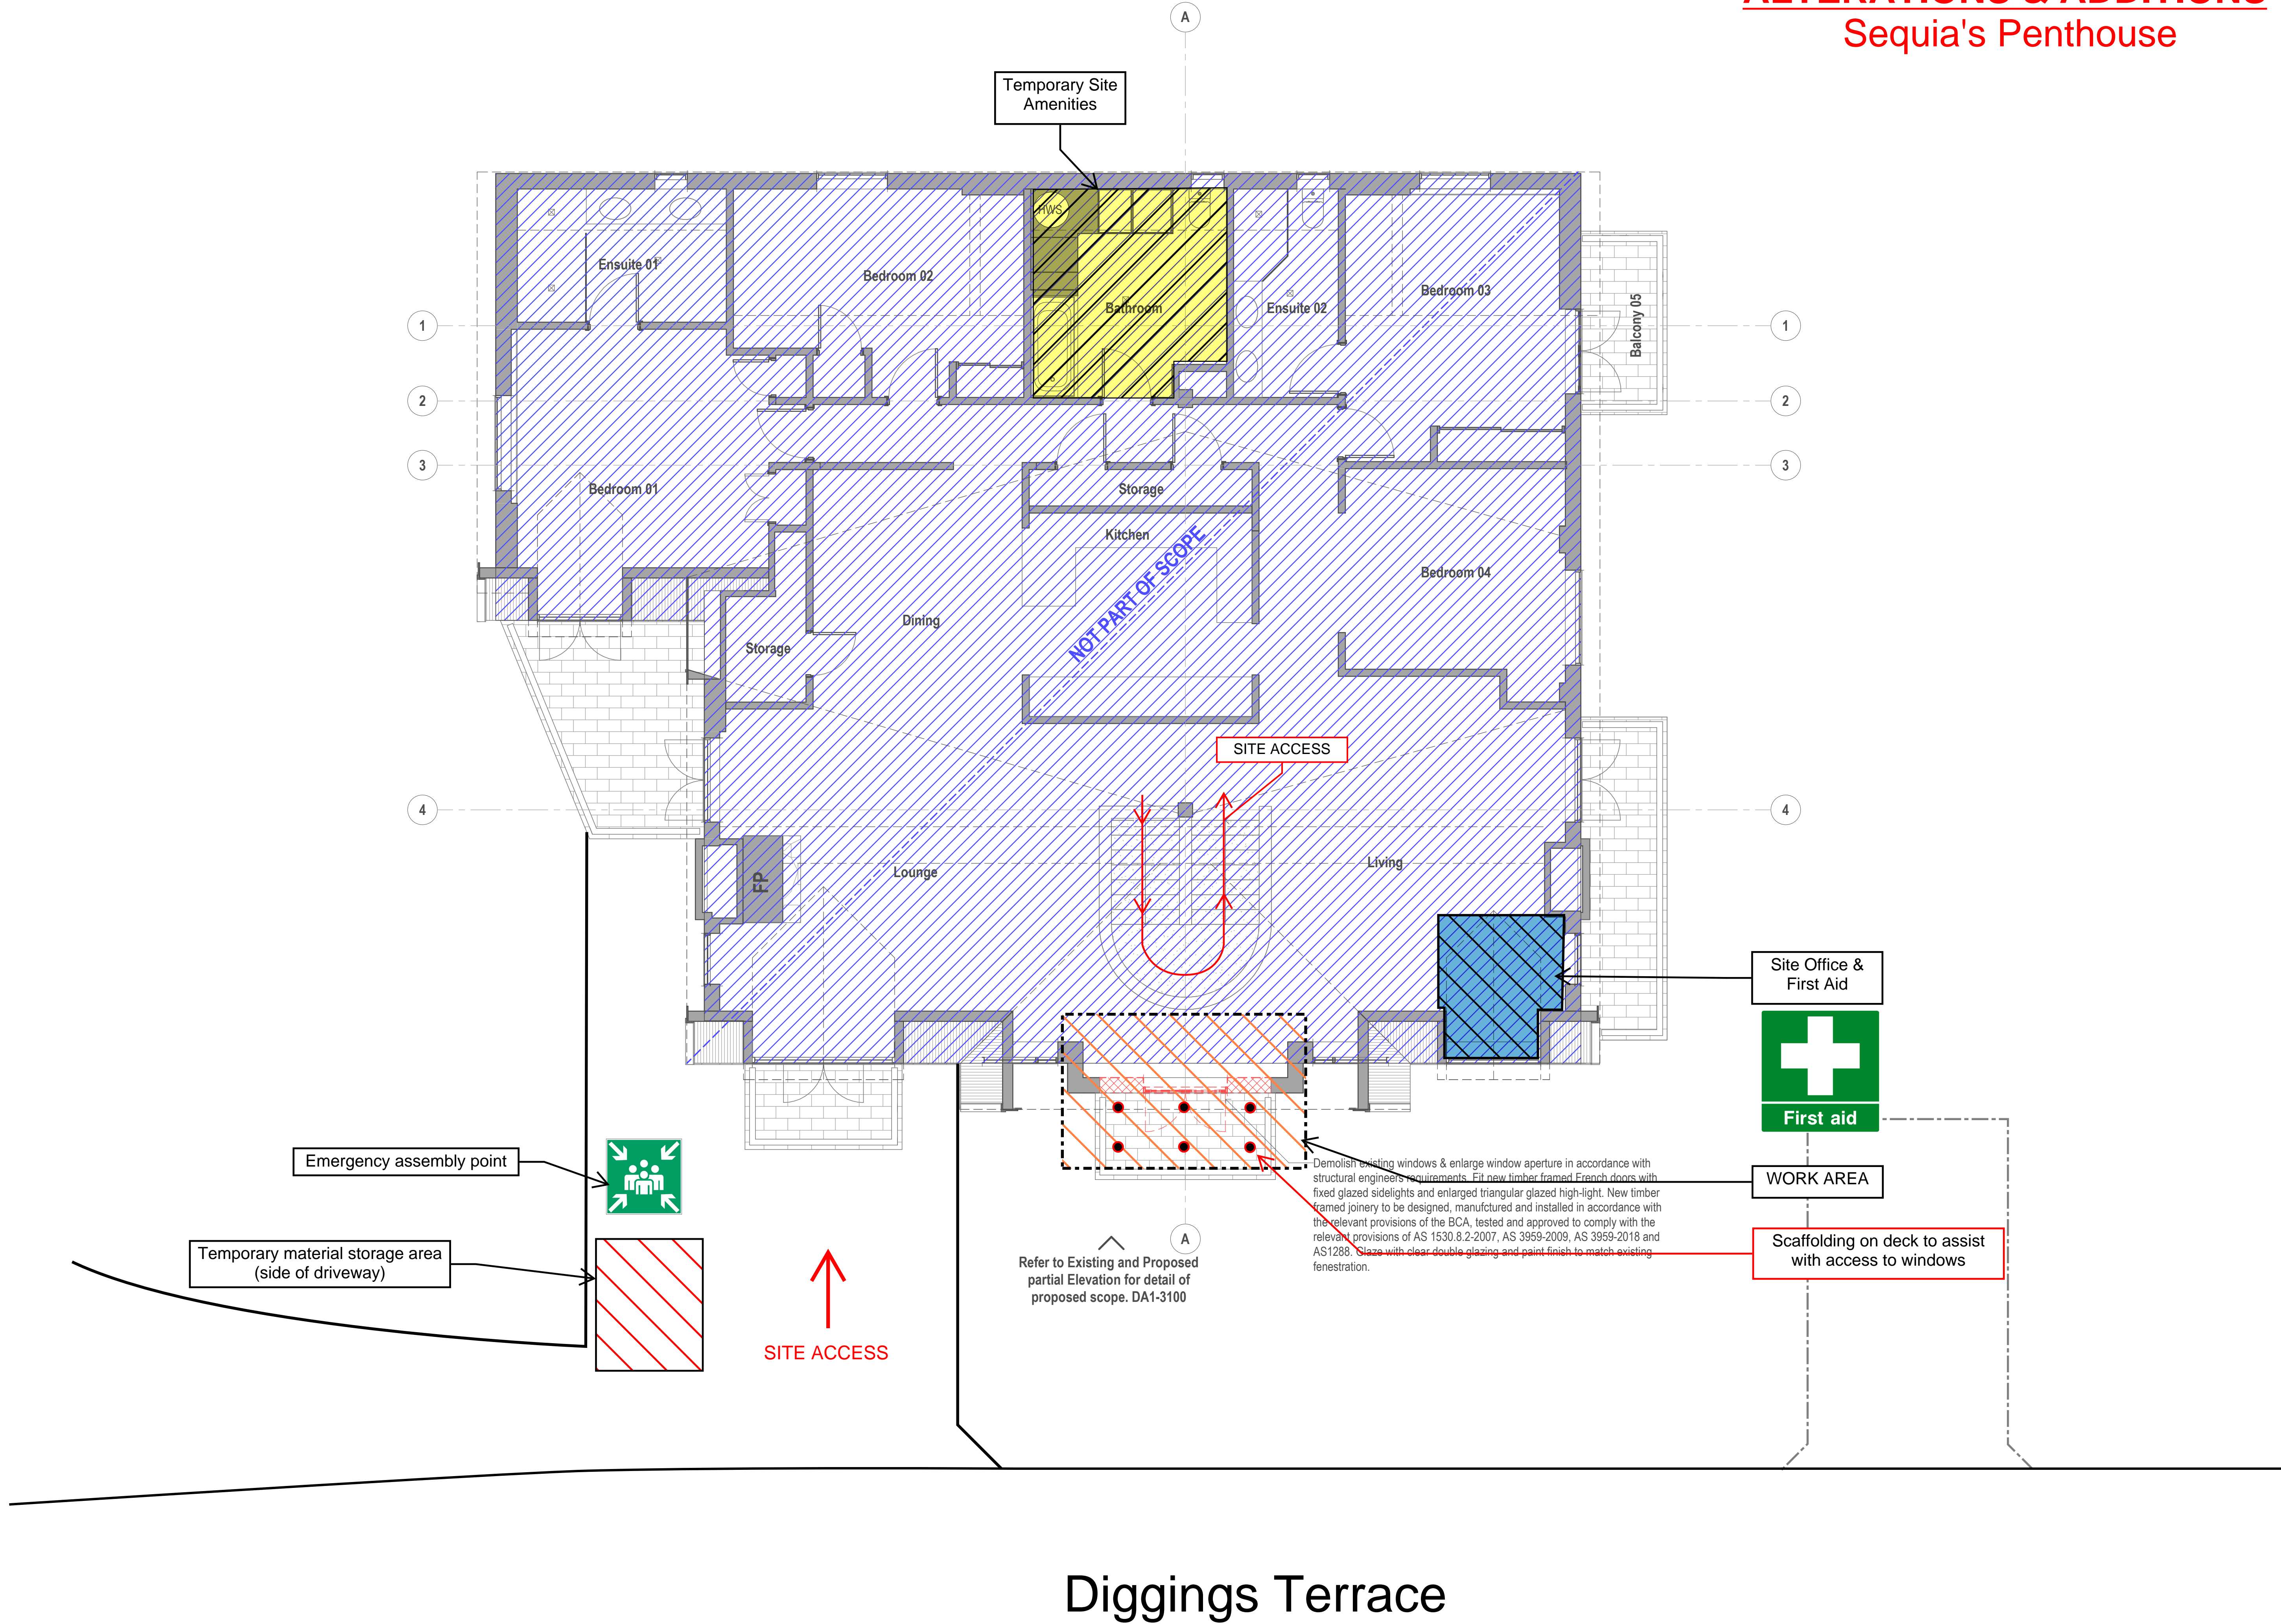 ALTERATIONS & ADDITIONS
Sequia's Penthouse
A
Temporary Site
Amenities
HWS
Ensuite 01
Bedroom 02
Bathroom
Ensuite 02
Bedroom 03
Balcony 05
1
1
2
2
3
3
Bedroom 01
Storage
Kitchen
NOT PART OF SCOPE
Bedroom 04
Dining
Storage
SITE ACCESS
4
4
FP
Lounge
Living
Site Office &
First Aid
First aid
Emergency assembly point
WORK AREA
Demolish existing windows & enlarge window aperture in accordance with
structural engineers requirements. Fit new timber framed French doors with
fixed glazed sidelights and enlarged triangular glazed high-light. New timber
framed joinery to be designed, manufctured and installed in accordance with
the relevant provisions of the BCA, tested and approved to comply with the
relevant provisions of AS 1530.8.2-2007, AS 3959-2009, AS 3959-2018 and
AS1288. Glaze with clear double glazing and paint finish to match existing
fenestration.
A
Scaffolding on deck to assist
with access to windows
Temporary material storage area
(side of driveway)
Refer to Existing and Proposed
partial Elevation for detail of
proposed scope. DA1-3100
SITE ACCESS
Diggings Terrace